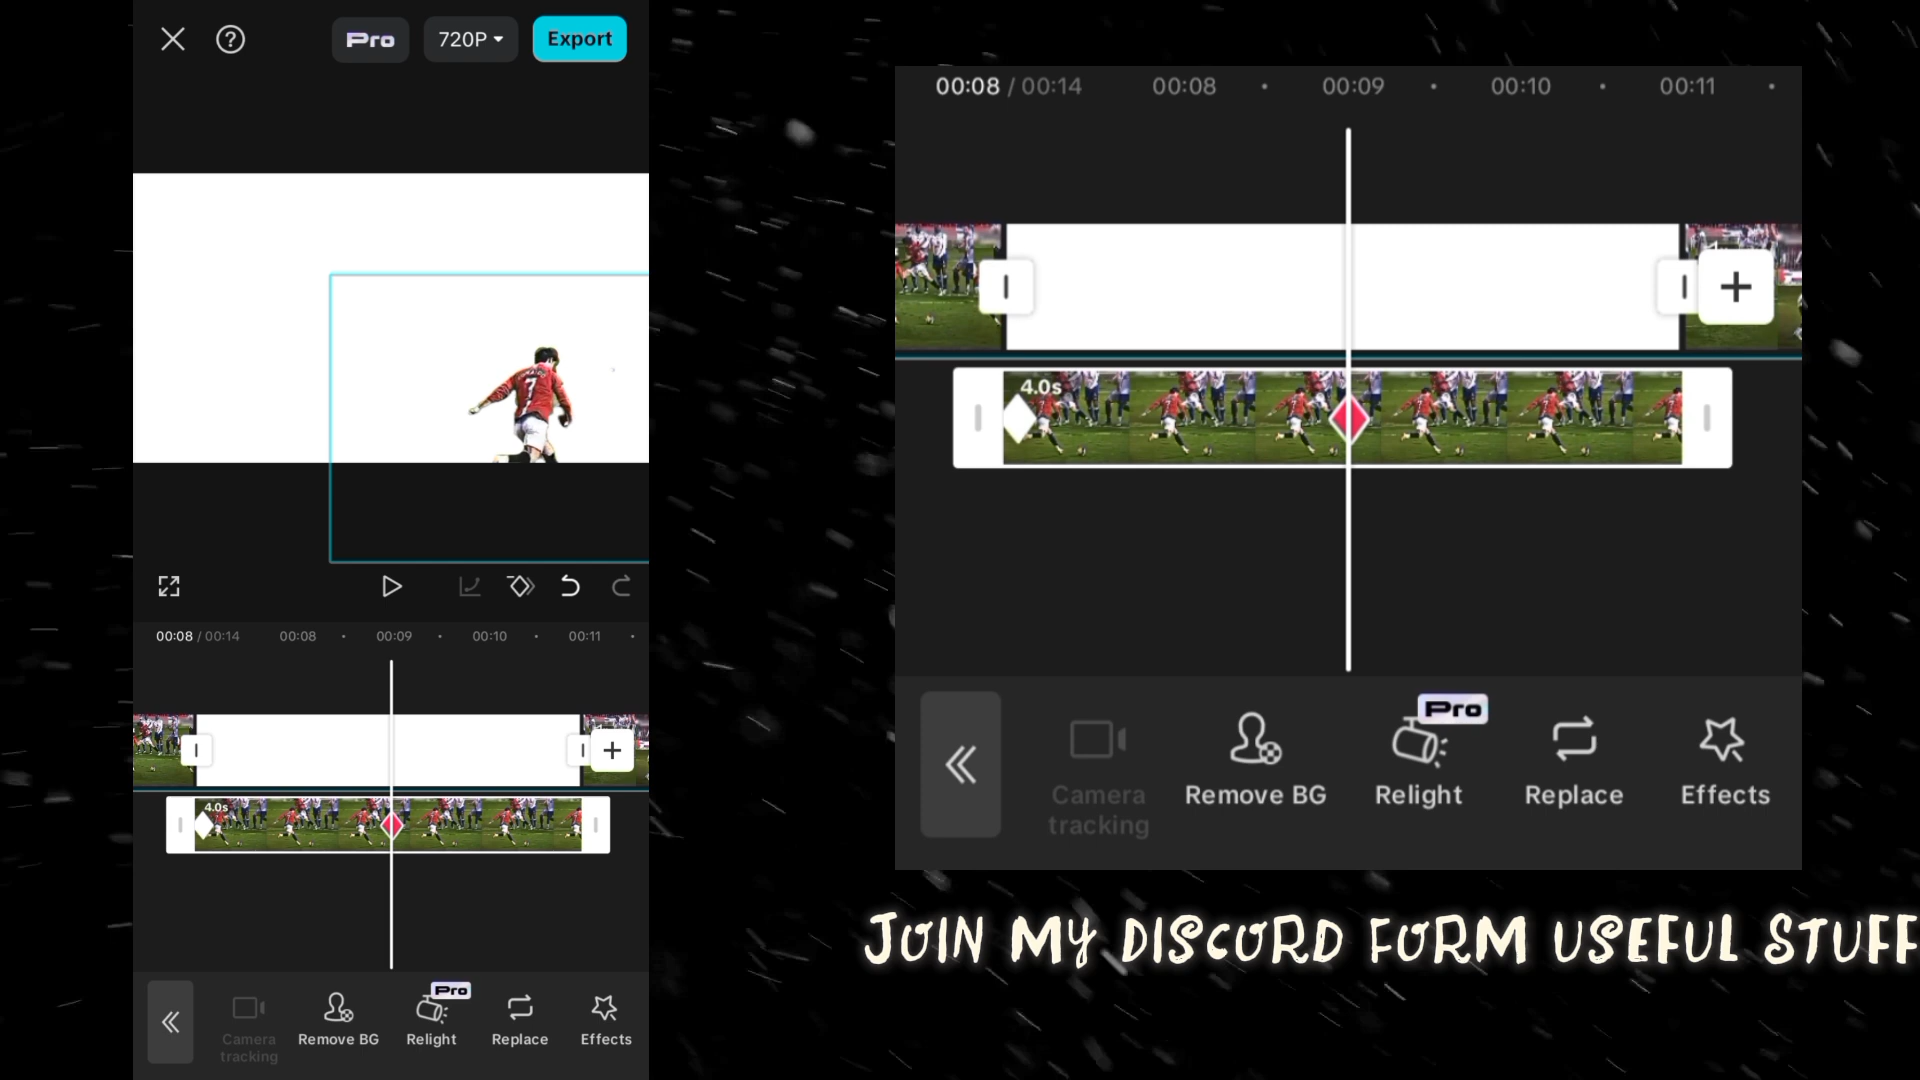 Pro
720P
Export
00:08 / 00:14
00:08
00:09
00:10
00:11
4.0s
Pro
Camera tracking
Remove BG
Relight
Replace
Effects
00:08 / 00:14
00:08
00:09
00:10
00:11
4.0s
Pro
Camera tracking
Remove BG
Relight
Replace
Effects
7
JOIN MY DISCORD FORM USEFUL STUFF